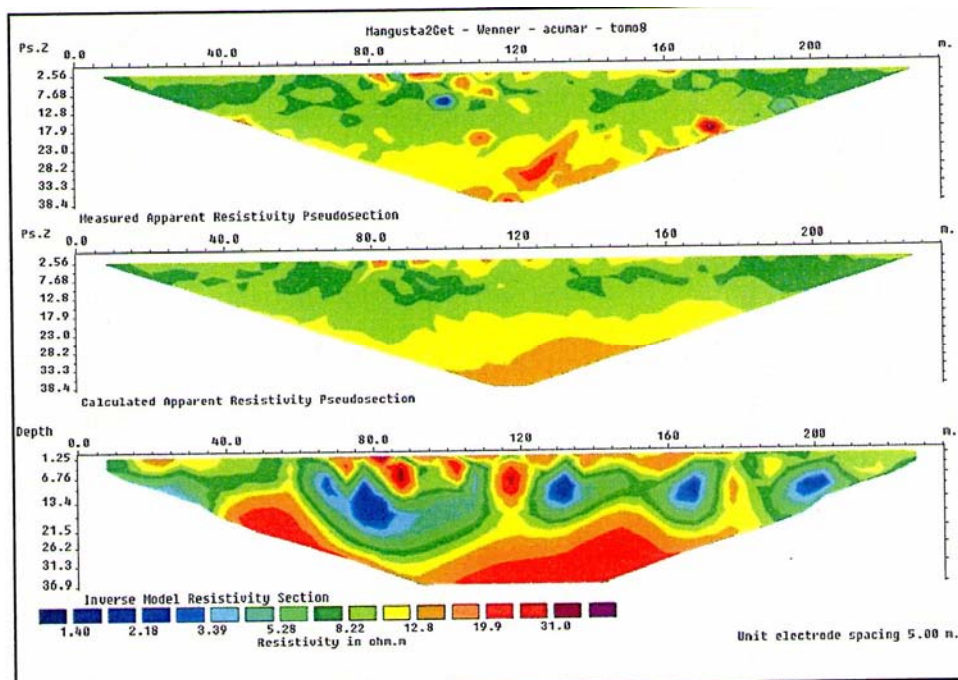 Mangusta2Get - Wenner - acumar - tomo8
Ps.Z 0.0 40.0 80.0 120 160 200 m.
2.56
7.68
12.8
17.9
23.0
28.2
33.3
38.4
Measured Apparent Resistivity Pseudosection
Ps.Z 0.0 40.0 80.0 120 160 200 m.
2.56
7.68
12.8
17.9
23.0
28.2
33.3
38.4
Calculated Apparent Resistivity Pseudosection
Depth 0.0 40.0 80.0 120 160 200 m.
1.25
6.76
13.4
21.5
26.2
31.3
36.9
Inverse Model Resistivity Section
1.40 2.18 3.39 5.28 8.22 12.8 19.9 31.0
Resistivity in ohm.m
Unit electrode spacing 5.00 m.